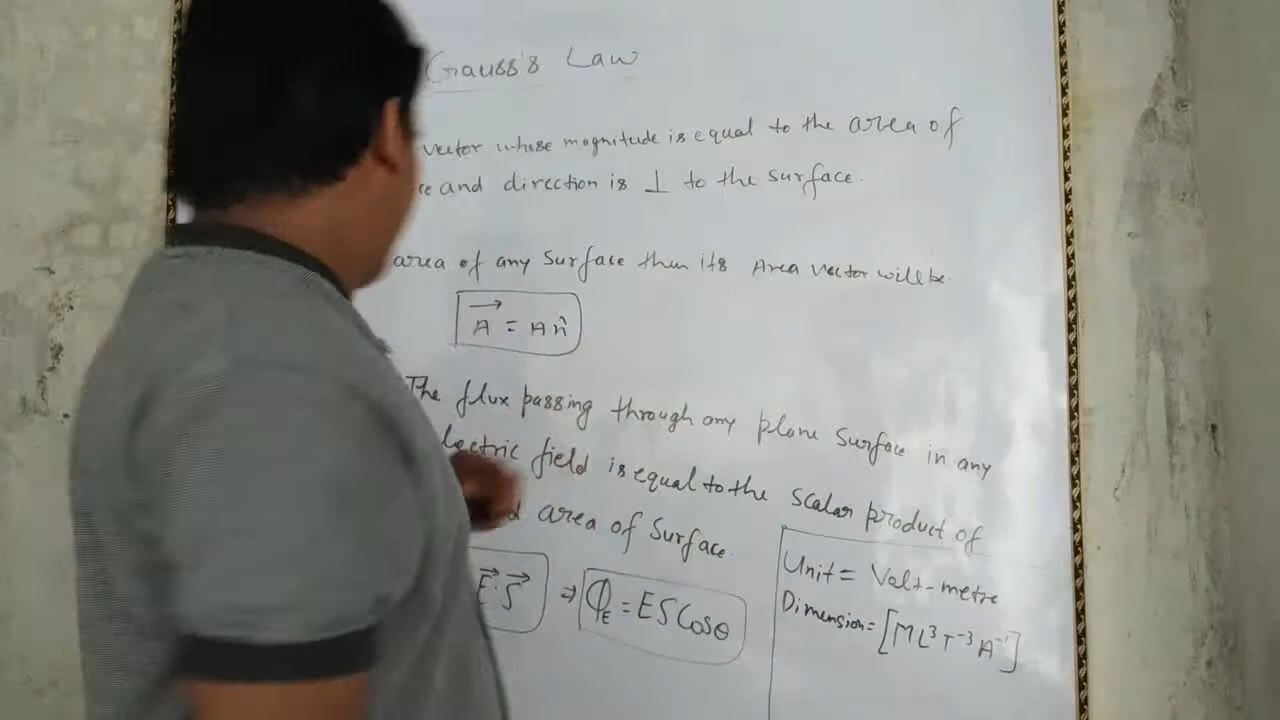 Gauss's Law
vector whose magnitude is equal to the area of
ce and direction is ⊥ to the surface.
area of any surface then its Area vector will be.
A⃗ = An̂
The flux passing through any plane surface in any
lectric field is equal to the scalar product of
d area of surface.
E⃗.S⃗ ⇒ Φ_E = ES Cosθ
Unit = Volt-metre
Dimension = [ML³T⁻³A⁻¹]